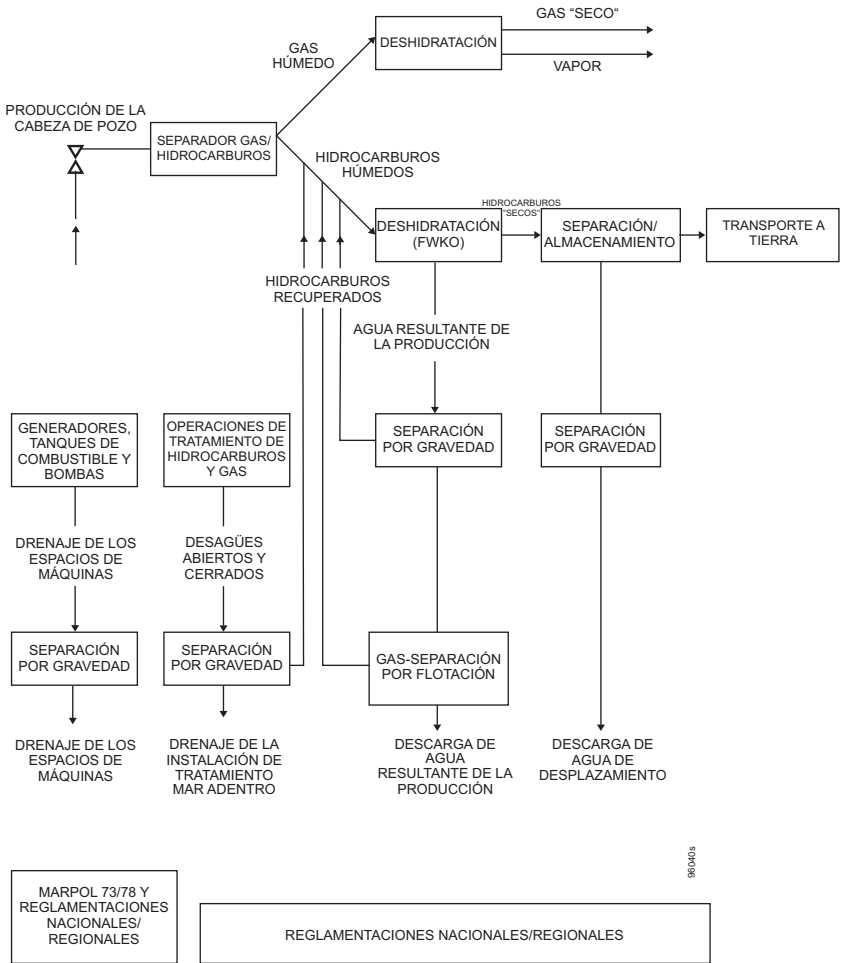 GAS “SECO“
GAS
HÚMEDO
DESHIDRATACIÓN
VAPOR
PRODUCCIÓN DE LA
CABEZA DE POZO
SEPARADOR GAS/
HIDROCARBUROS
HIDROCARBUROS
HÚMEDOS
HIDROCARBUROS
"SECOS"
DESHIDRATACIÓN
(FWKO)
SEPARACIÓN/
ALMACENAMIENTO
TRANSPORTE A
TIERRA
HIDROCARBUROS
RECUPERADOS
AGUA RESULTANTE DE
LA PRODUCCIÓN
GENERADORES,
TANQUES DE
COMBUSTIBLE Y
BOMBAS
OPERACIONES DE
TRATAMIENTO DE
HIDROCARBUROS
Y GAS
SEPARACIÓN
POR GRAVEDAD
SEPARACIÓN
POR GRAVEDAD
DRENAJE DE LOS
ESPACIOS DE
MÁQUINAS
DESAGÜES
ABIERTOS Y
CERRADOS
SEPARACIÓN
POR GRAVEDAD
SEPARACIÓN
POR GRAVEDAD
GAS-SEPARACIÓN
POR FLOTACIÓN
DRENAJE DE LOS
ESPACIOS DE
MÁQUINAS
DRENAJE DE LA
INSTALACIÓN DE
TRATAMIENTO
MAR ADENTRO
DESCARGA DE
AGUA
RESULTANTE DE LA
PRODUCCIÓN
DESCARGA DE
AGUA DE
DESPLAZAMIENTO
96040s
MARPOL 73/78 Y
REGLAMENTACIONES
NACIONALES/
REGIONALES
REGLAMENTACIONES NACIONALES/REGIONALES